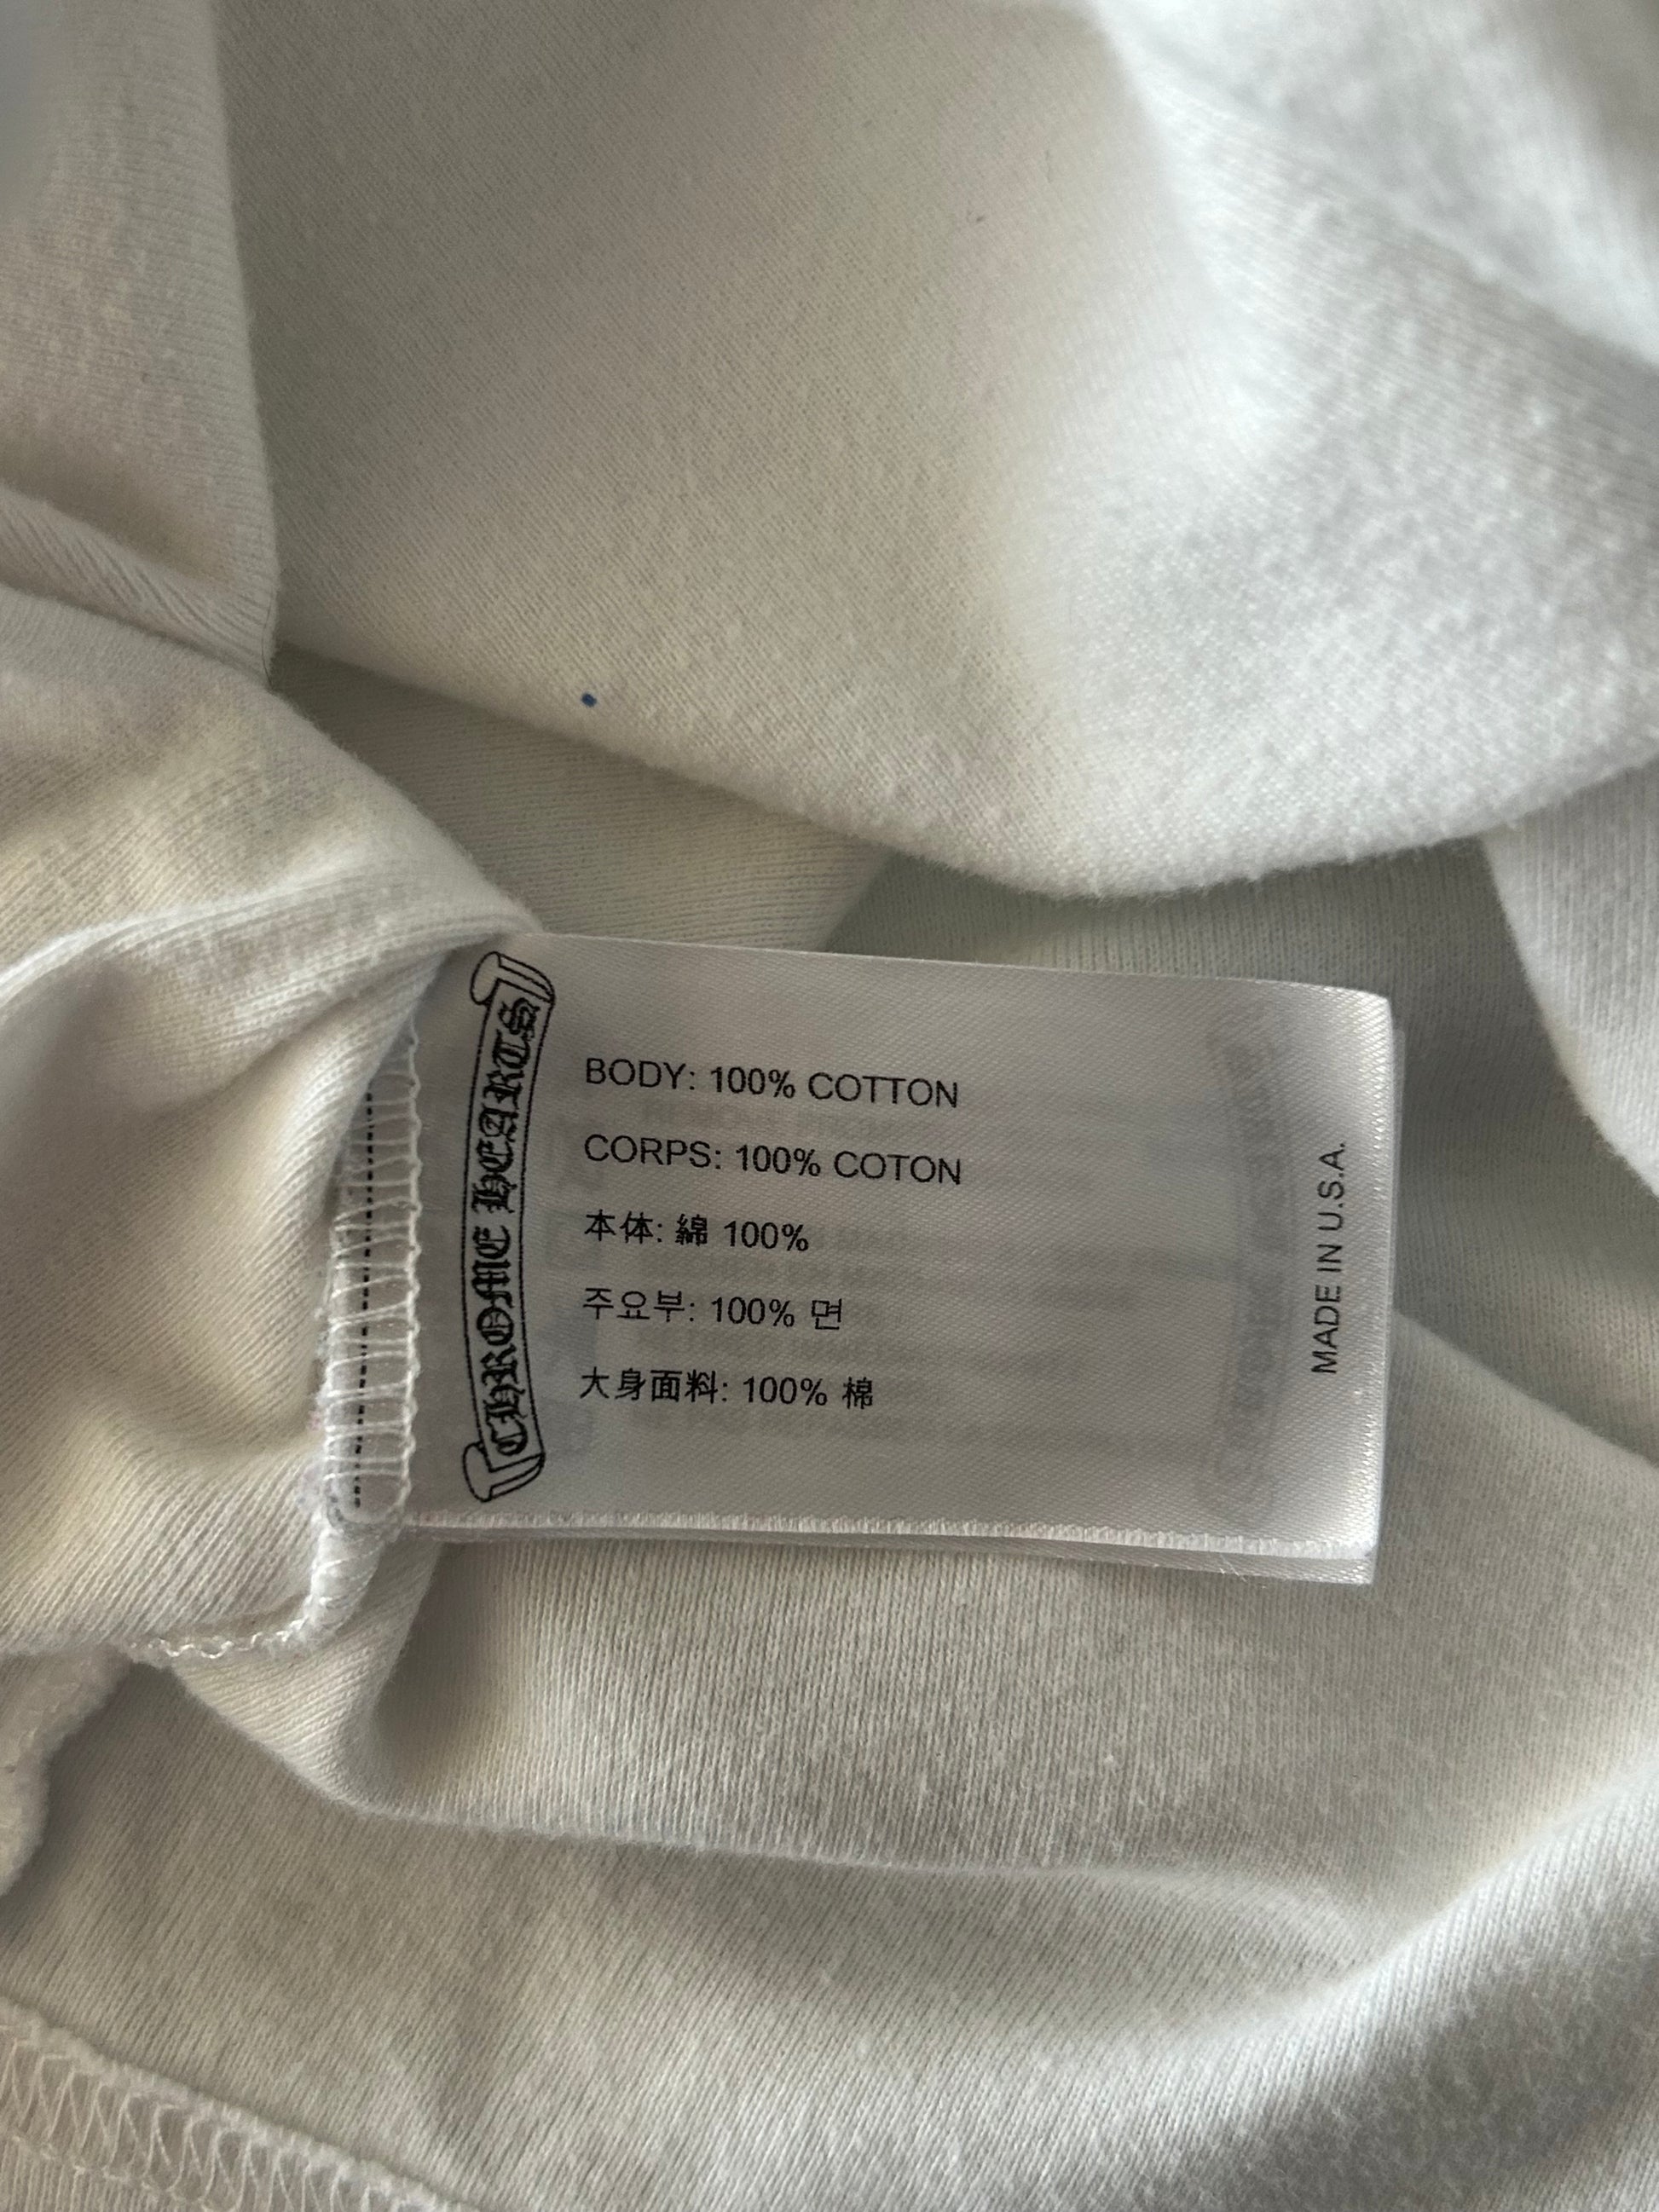 CHROME HEARTS
BODY: 100% COTTON
CORPS: 100% COTON
本体: 綿 100%
주요부: 100% 면
大身面料: 100% 棉
MADE IN U.S.A.